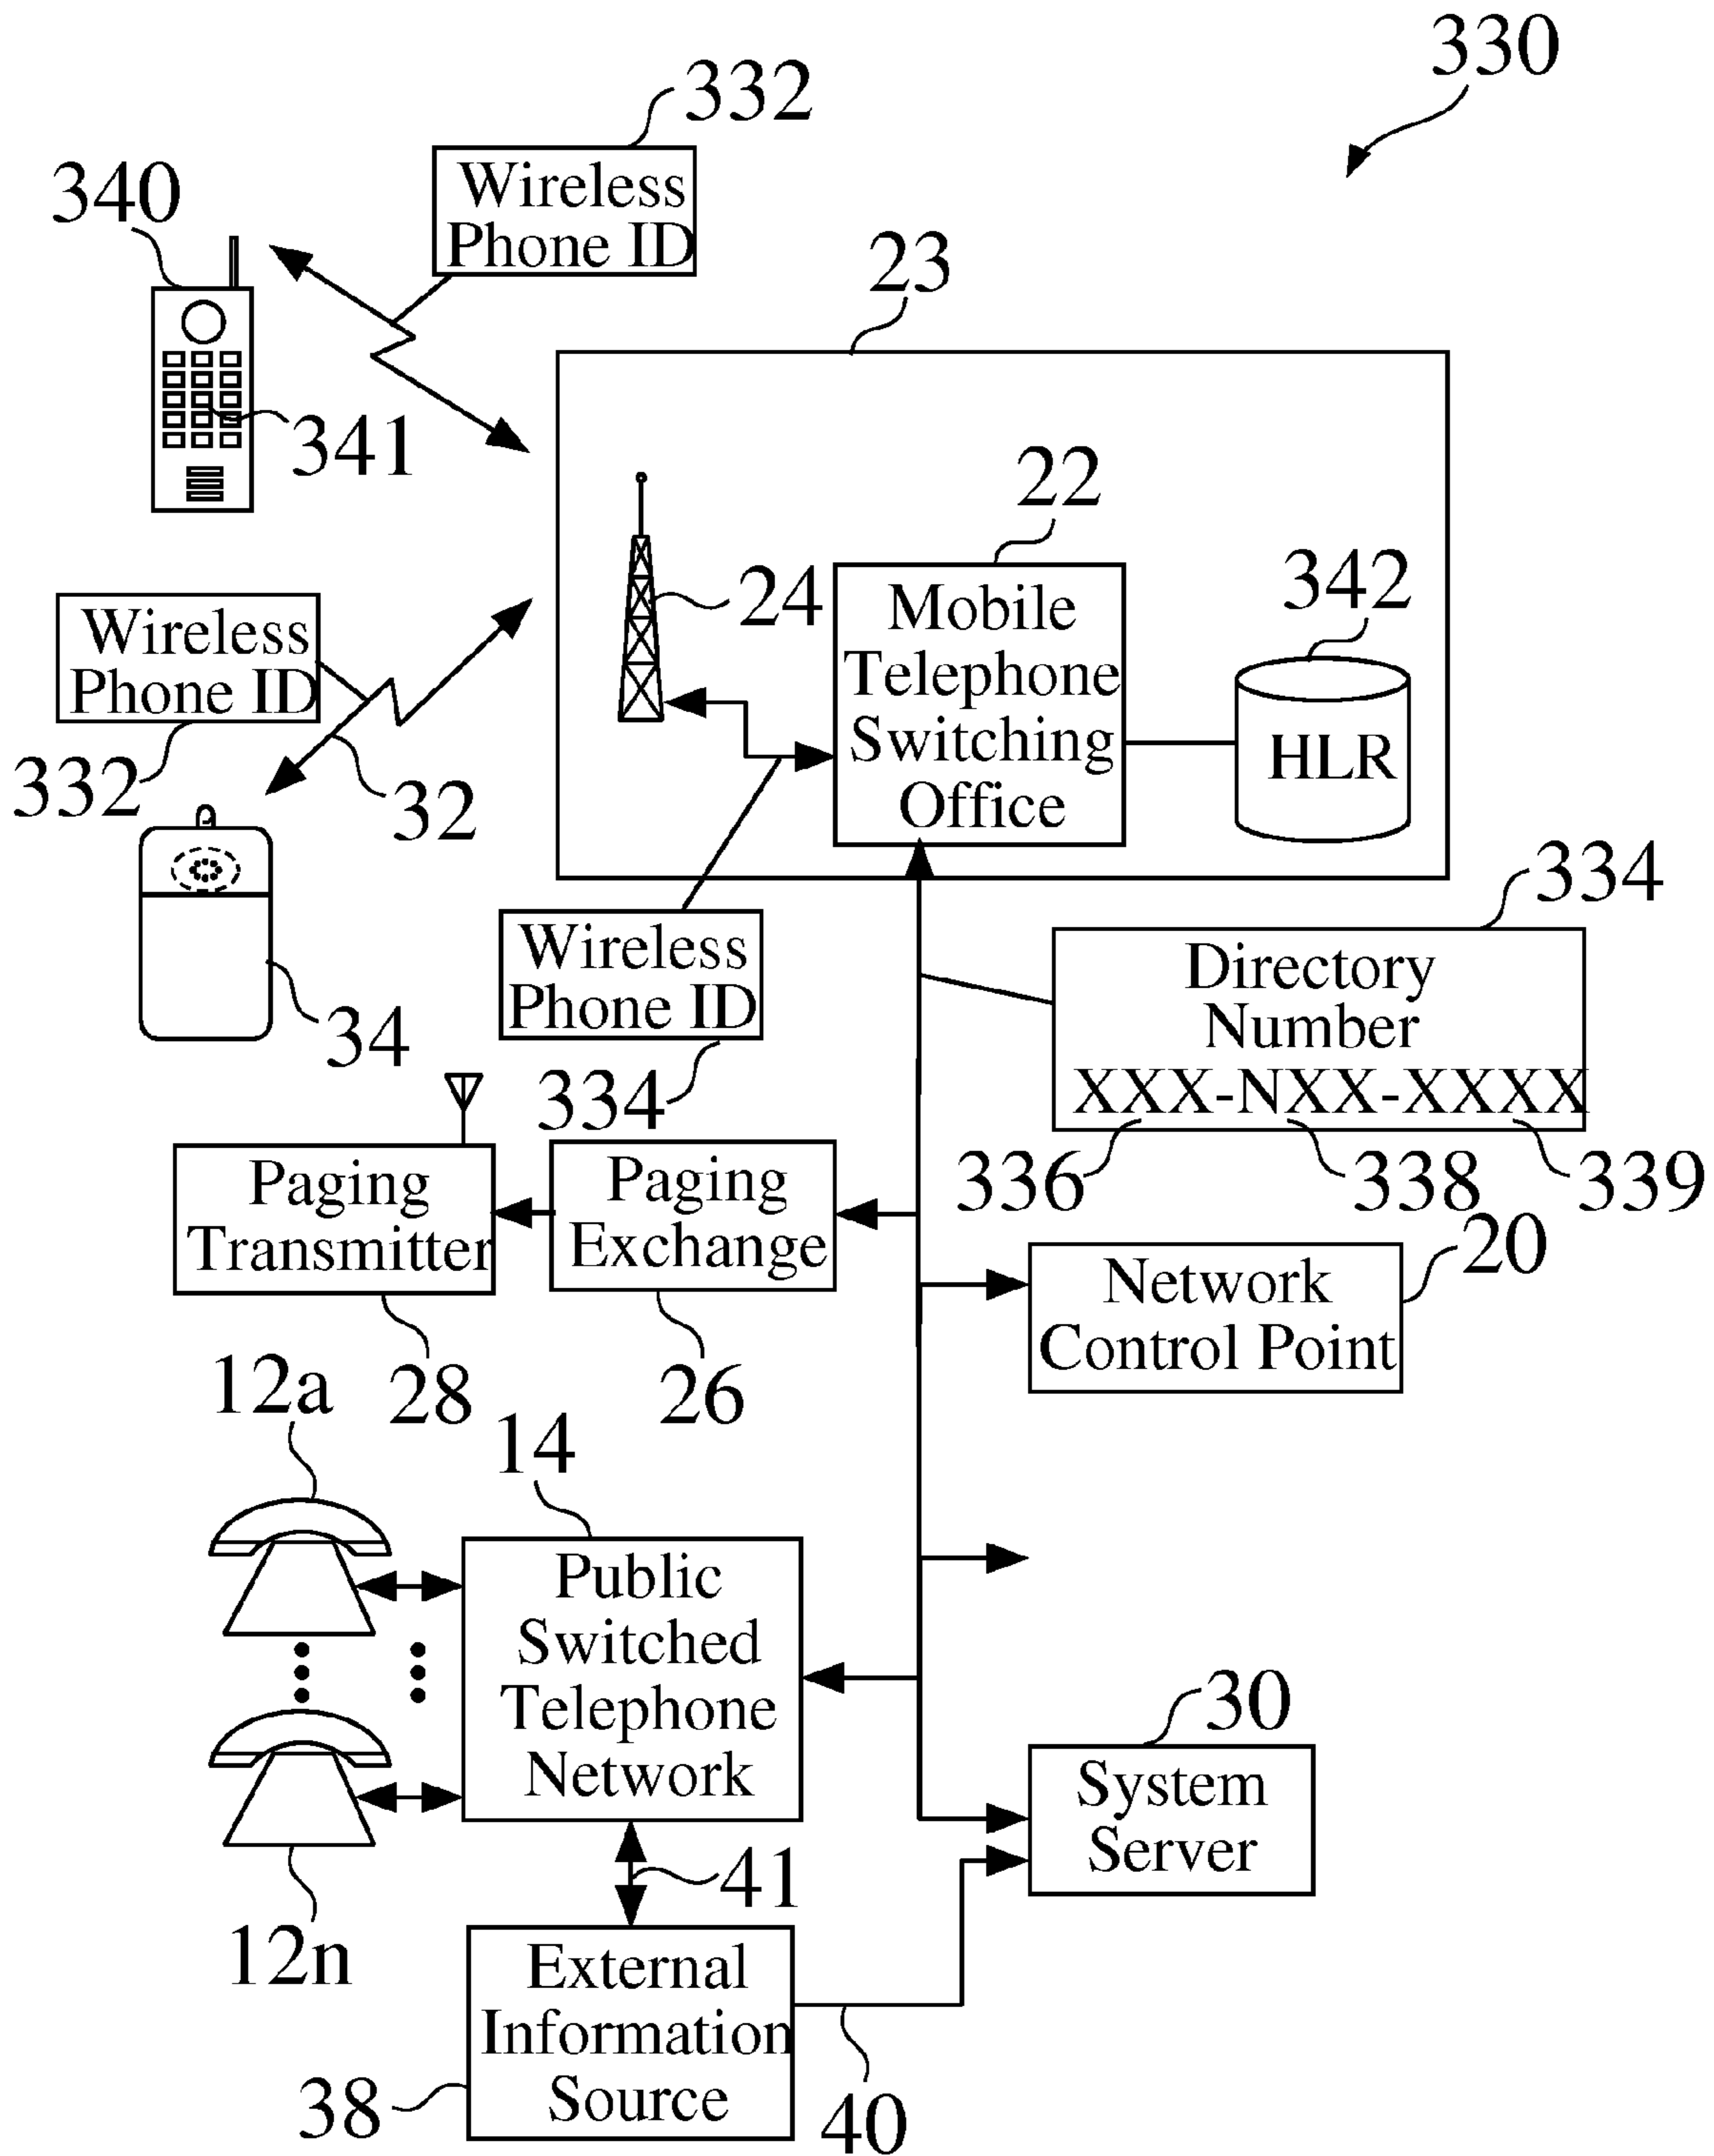 330
332
Wireless
Phone ID
340
23
341
22
342
24
Mobile
Telephone
Switching
Office
HLR
Wireless
Phone ID
332
32
34
Wireless
Phone ID
334
334
Directory
Number
XXX-NXX-XXXX
336
338
339
Paging
Transmitter
28
Paging
Exchange
26
20
Network
Control Point
12a
14
Public
Switched
Telephone
Network
12n
30
System
Server
41
External
Information
Source
38
40